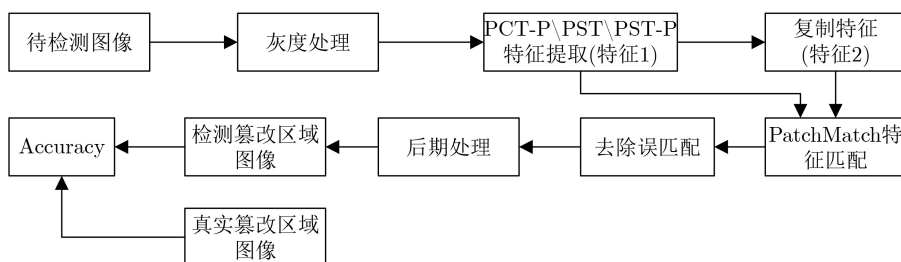 待检测图像
灰度处理
PCT-P\PST\PST-P
特征提取(特征1)
复制特征
(特征2)
Accuracy
检测篡改区域
图像
后期处理
去除误匹配
PatchMatch特
征匹配
真实篡改区域
图像